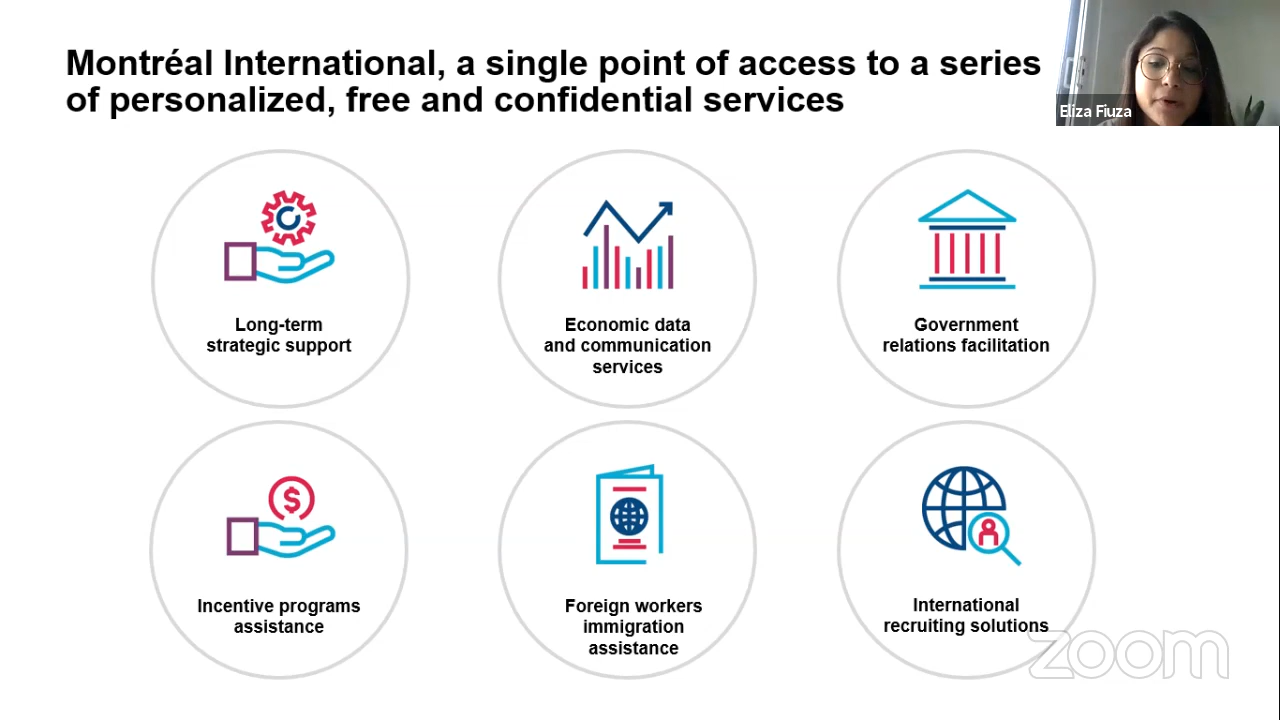 Montréal International, a single point of access to a series
of personalized, free and confidential services
Eliza Fiuza
Long-term
strategic support
Economic data
and communication
services
Government
relations facilitation
$
Incentive programs
assistance
Foreign workers
immigration
assistance
International
recruiting solutions
zoom